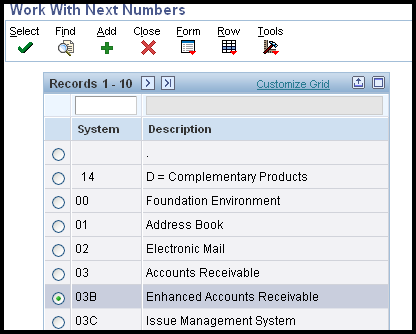 Work With Next Numbers
Select Find Add Close Form Row Tools
Records 1 - 10 Customize Grid
System Description
.
14 D = Complementary Products
00 Foundation Environment
01 Address Book
02 Electronic Mail
03 Accounts Receivable
03B Enhanced Accounts Receivable
03C Issue Management System